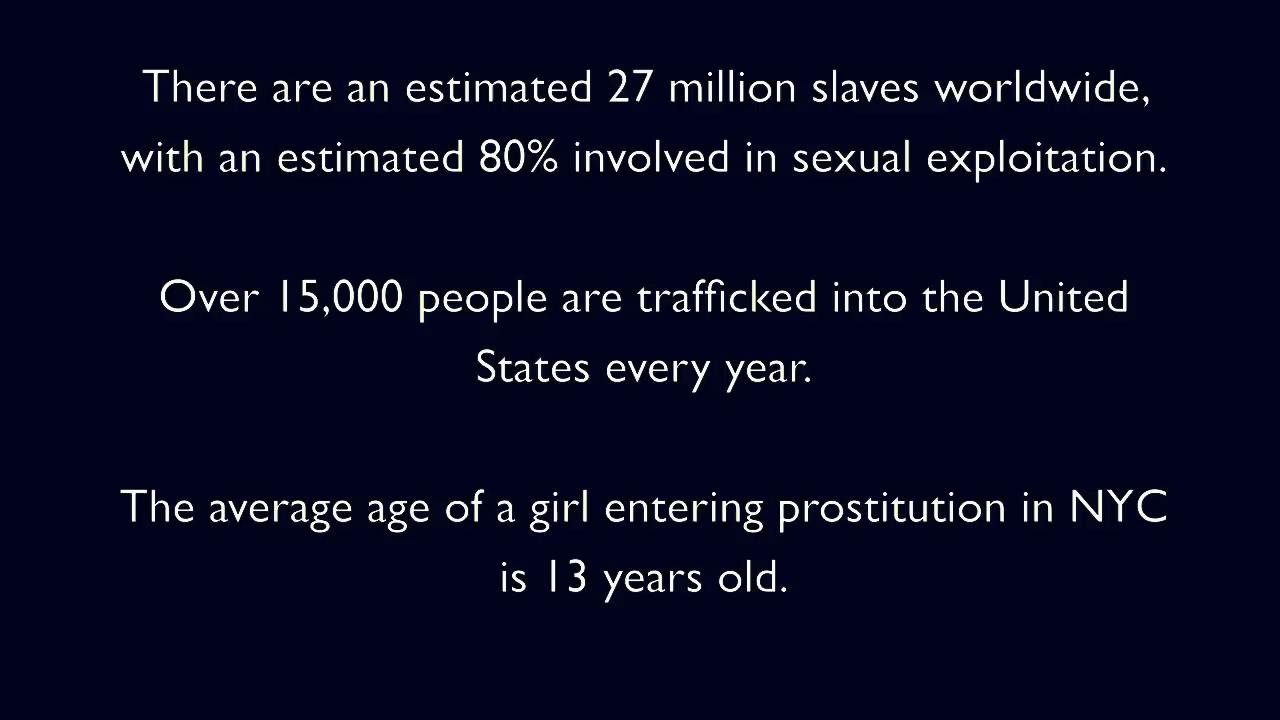 There are an estimated 27 million slaves worldwide,
with an estimated 80% involved in sexual exploitation.
Over 15,000 people are trafficked into the United
States every year.
The average age of a girl entering prostitution in NYC
is 13 years old.